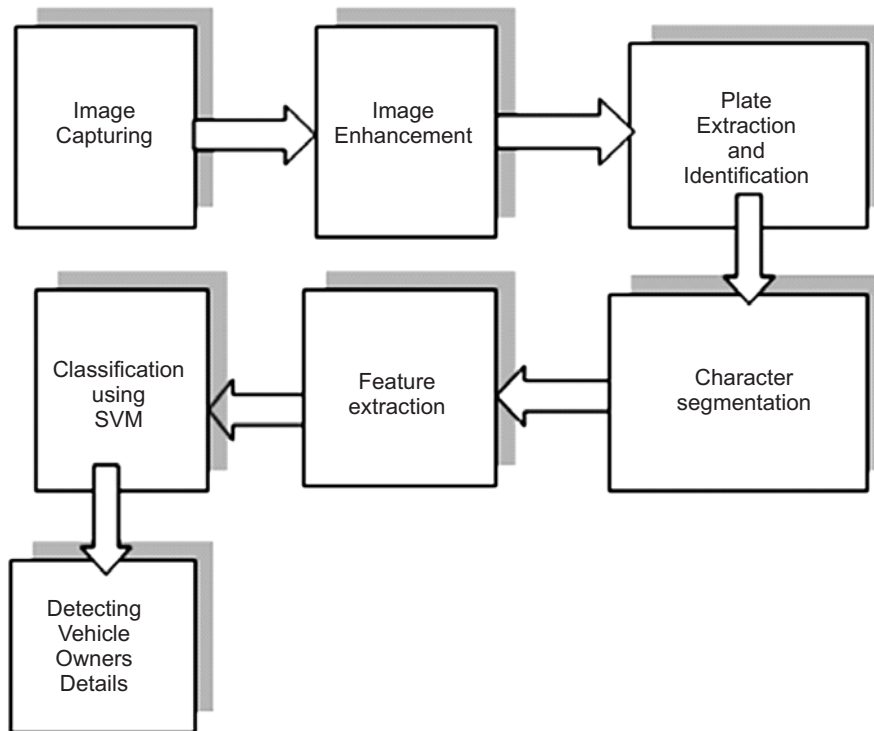 Image
Capturing
Image
Enhancement
Plate
Extraction
and
Identification
Character
segmentation
Feature
extraction
Classification
using
SVM
Detecting
Vehicle
Owners
Details